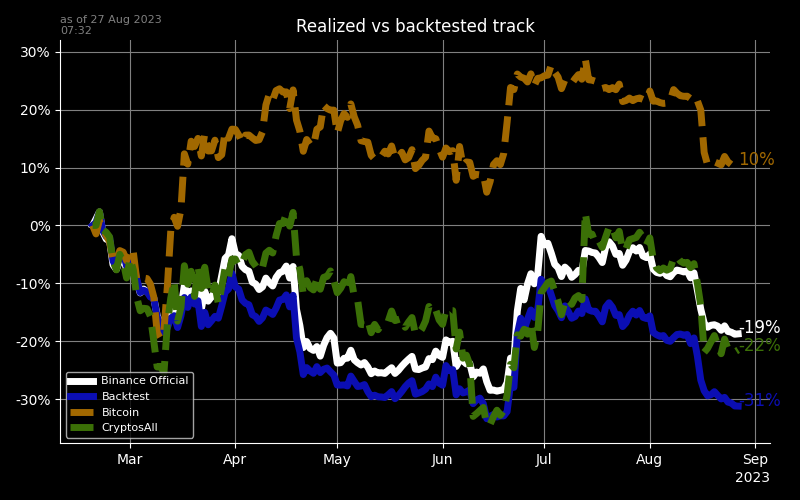 as of 27 Aug 2023
07:32
Realized vs backtested track
30%
20%
10%
0%
-10%
-20%
-30%
10%
-19%
-22%
-31%
Binance Official
Backtest
Bitcoin
CryptosAll
Mar
Apr
May
Jun
Jul
Aug
Sep
2023